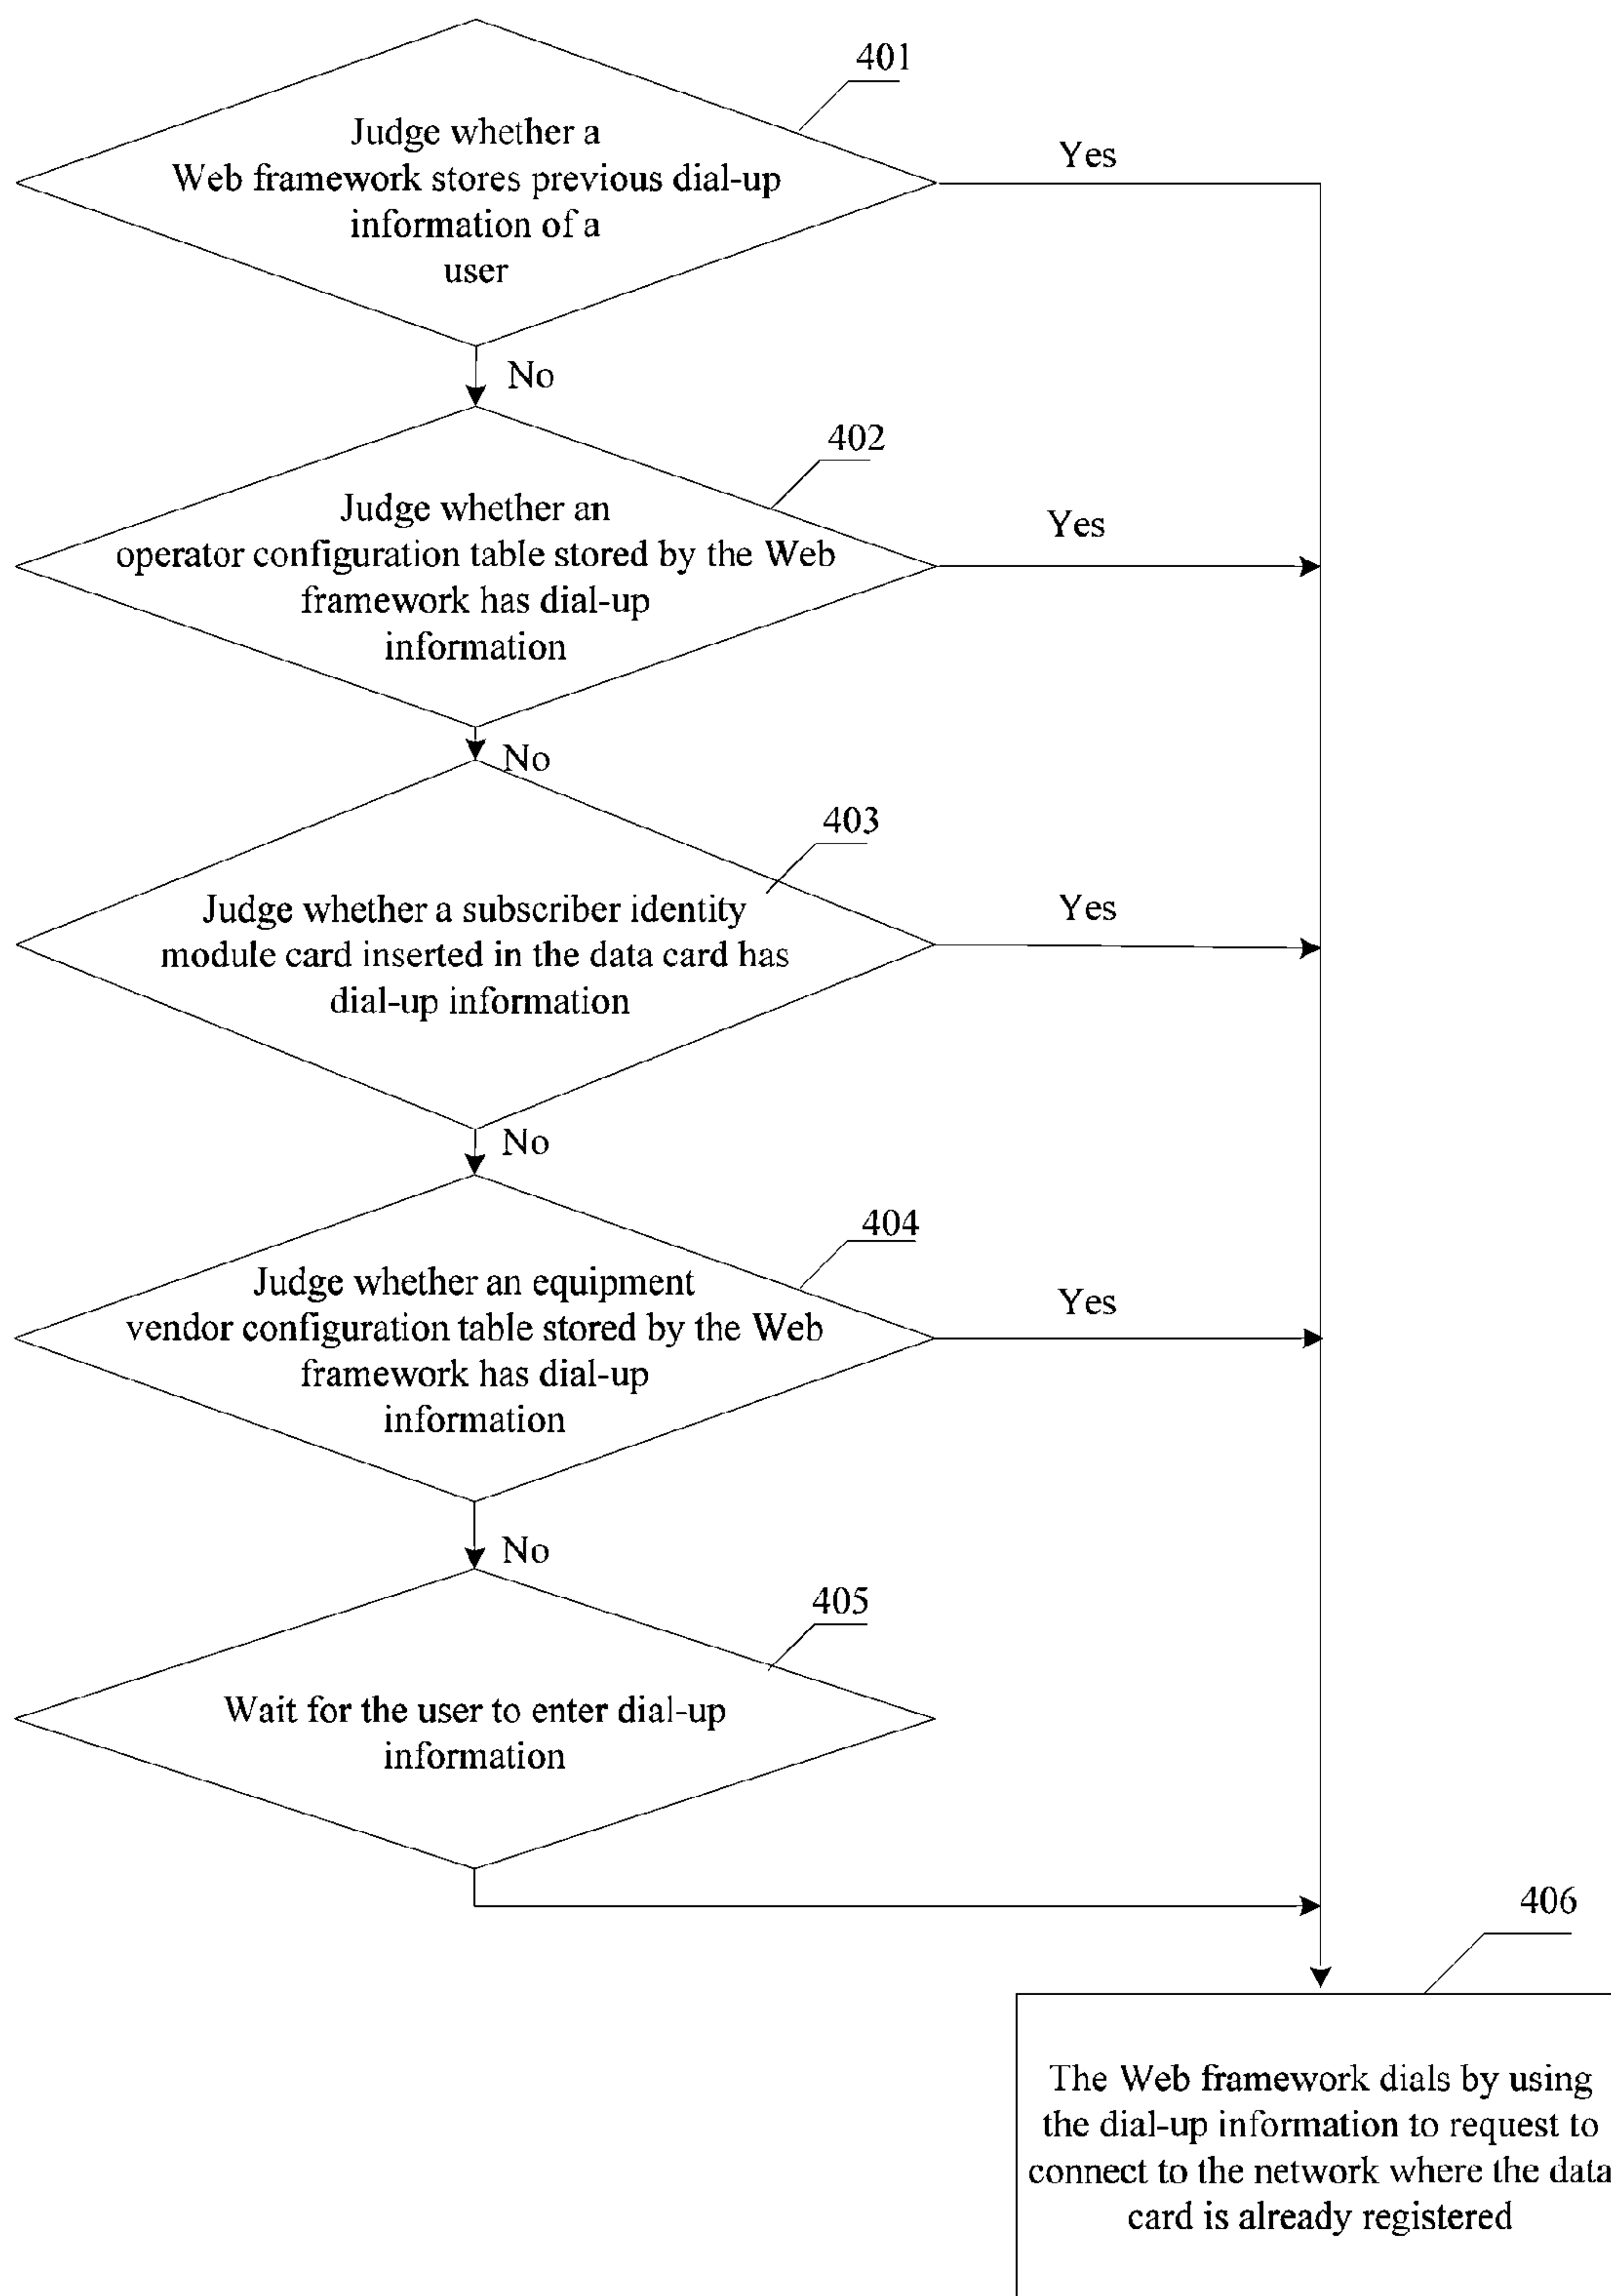 401
Judge whether a
Web framework stores previous dial-up
information of a
user
Yes
No
402
Judge whether an
operator configuration table stored by the Web
framework has dial-up
information
Yes
No
403
Judge whether a subscriber identity
module card inserted in the data card has
dial-up information
Yes
No
404
Judge whether an equipment
vendor configuration table stored by the Web
framework has dial-up
information
Yes
No
405
Wait for the user to enter dial-up
information
406
The Web framework dials by using
the dial-up information to request to
connect to the network where the data
card is already registered